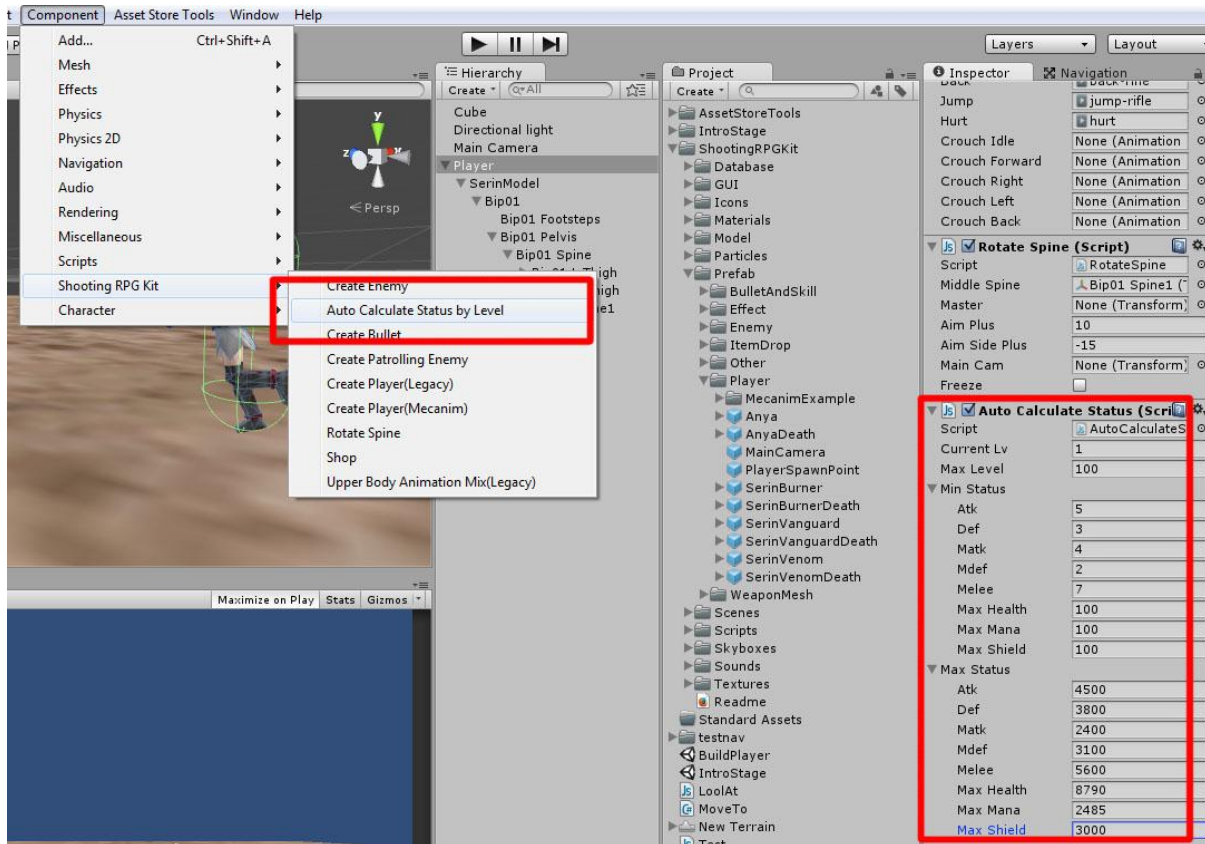 t Component Asset Store Tools Window Help
Add... Ctrl+Shift+A
Mesh
Effects
Physics
Physics 2D
Navigation
Audio
Rendering
Miscellaneous
Scripts
Shooting RPG Kit
Character
Create Enemy
Auto Calculate Status by Level
Create Bullet
Create Patrolling Enemy
Create Player(Legacy)
Create Player(Mecanim)
Rotate Spine
Shop
Upper Body Animation Mix(Legacy)
y
z
x
Persp
Maximize on Play Stats Gizmos
Layers Layout
Hierarchy
Create All
Cube
Directional light
Main Camera
Player
SerinModel
Bip01
Bip01 Footsteps
Bip01 Pelvis
Bip01 Spine
Project
Create
AssetStoreTools
IntroStage
ShootingRPGKit
Database
GUI
Icons
Materials
Model
Particles
Prefab
BulletAndSkill
Effect
Enemy
ItemDrop
Other
Player
MecanimExample
Anya
AnyaDeath
MainCamera
PlayerSpawnPoint
SerinBurner
SerinBurnerDeath
SerinVanguard
SerinVanguardDeath
SerinVenom
SerinVenomDeath
WeaponMesh
Scenes
Scripts
Skyboxes
Sounds
Textures
Readme
Standard Assets
testnav
BuildPlayer
IntroStage
LoolAt
MoveTo
New Terrain
Test
Inspector Navigation
Back back-rifle
Jump jump-rifle
Hurt hurt
Crouch Idle None (Animation
Crouch Forward None (Animation
Crouch Right None (Animation
Crouch Left None (Animation
Crouch Back None (Animation
Rotate Spine (Script)
Script RotateSpine
Middle Spine Bip01 Spine1 (T
Master None (Transform)
Aim Plus 10
Aim Side Plus -15
Main Cam None (Transform)
Freeze
Auto Calculate Status (Scri
Script AutoCalculateS
Current Lv 1
Max Level 100
Min Status
Atk 5
Def 3
Matk 4
Mdef 2
Melee 7
Max Health 100
Max Mana 100
Max Shield 100
Max Status
Atk 4500
Def 3800
Matk 2400
Mdef 3100
Melee 5600
Max Health 8790
Max Mana 2485
Max Shield 3000